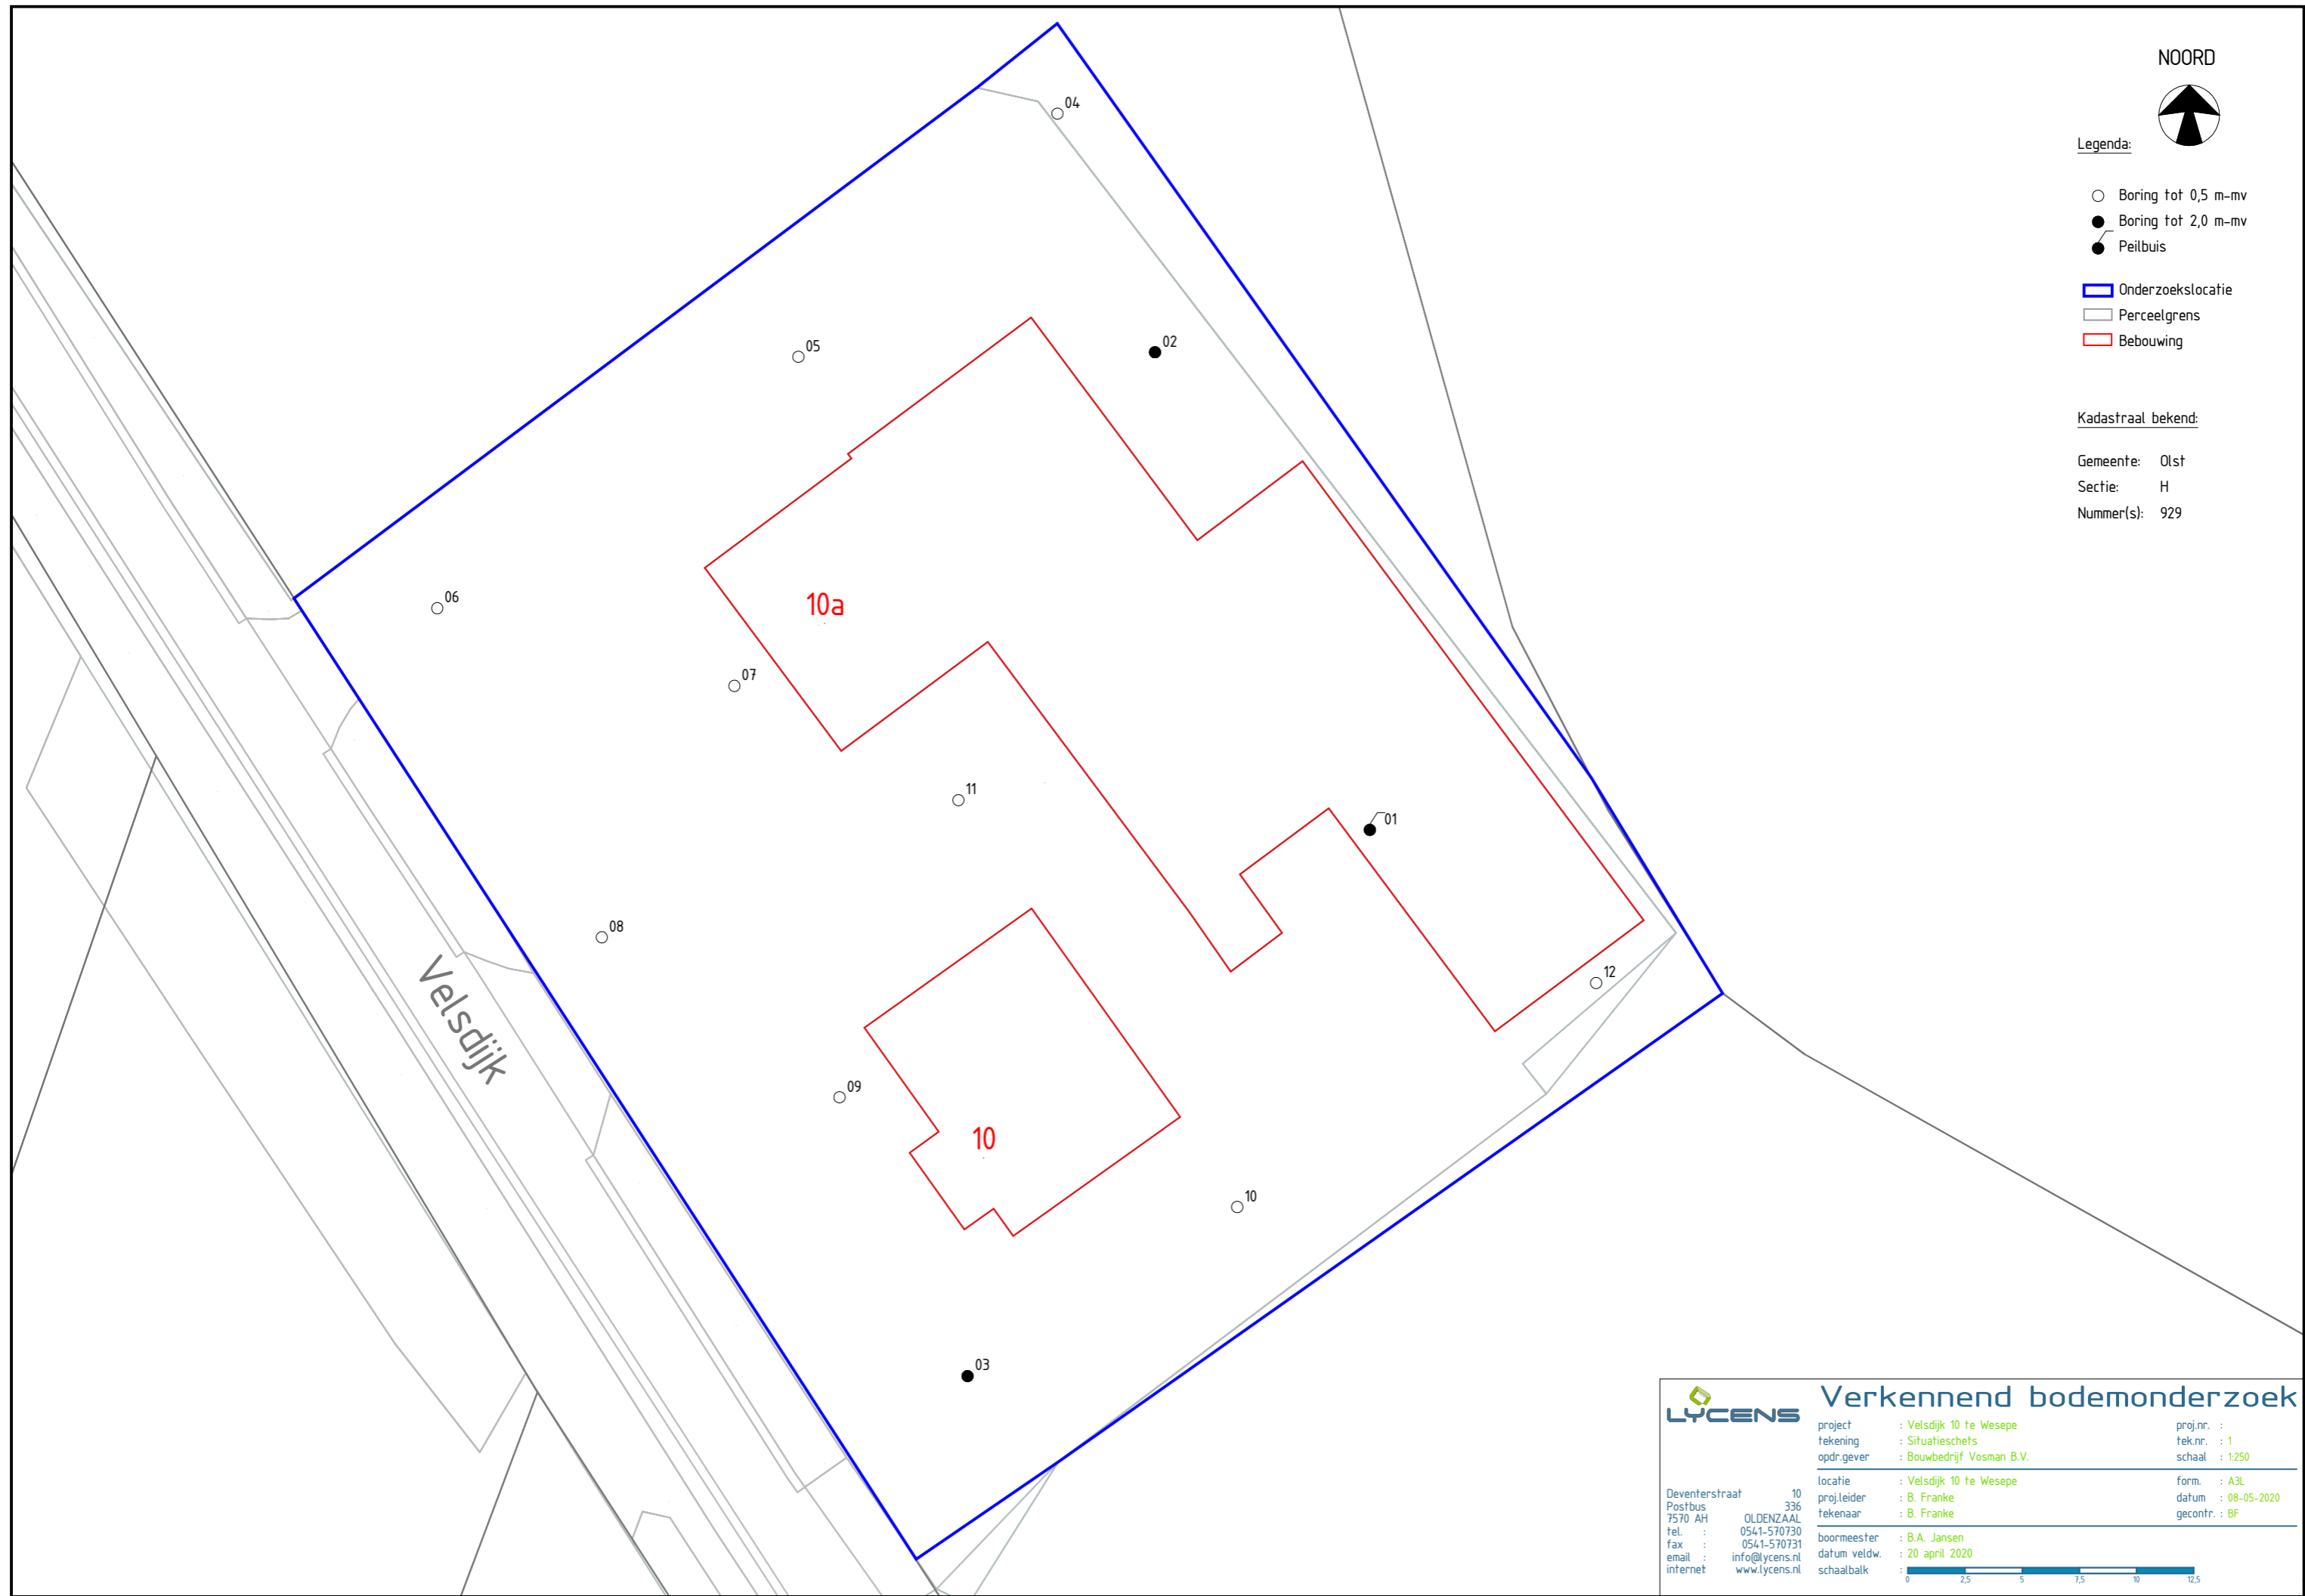 NOORD
Legenda:
Boring tot 0,5 m-mv
Boring tot 2,0 m-mv
Peilbuis
Onderzoekslocatie
Perceelgrens
Bebouwing
Kadastraal bekend:
Gemeente: Olst
Sectie: H
Nummer(s): 929
04
05
02
06
10a
07
11
01
08
12
Velsdijk
09
10
10
03
LYCENS
Verkennend bodemonderzoek
project : Velsdijk 10 te Wesepe proj.nr. :
tekening : Situatieschets tek.nr. : 1
opdr.gever : Bouwbedrijf Vosman B.V. schaal : 1:250
locatie : Velsdijk 10 te Wesepe form. : A3L
proj.leider : B. Franke datum : 08-05-2020
tekenaar : B. Franke gecontr. : BF
boormeester : B.A. Jansen
datum veldw. : 20 april 2020
schaalbalk :
0 2,5 5 7,5 10 12,5
Deventerstraat 10
Postbus 336
7570 AH OLDENZAAL
tel. : 0541-570730
fax : 0541-570731
email : info@lycens.nl
internet www.lycens.nl